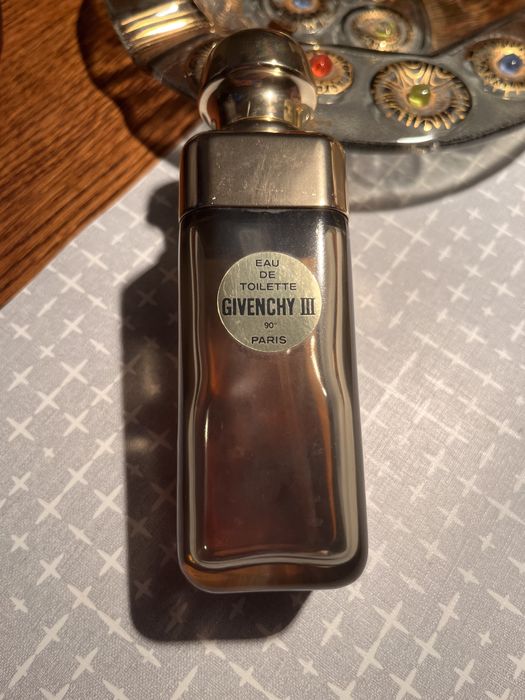 EAU
DE
TOILETTE
GIVENCHY III
90°
PARIS